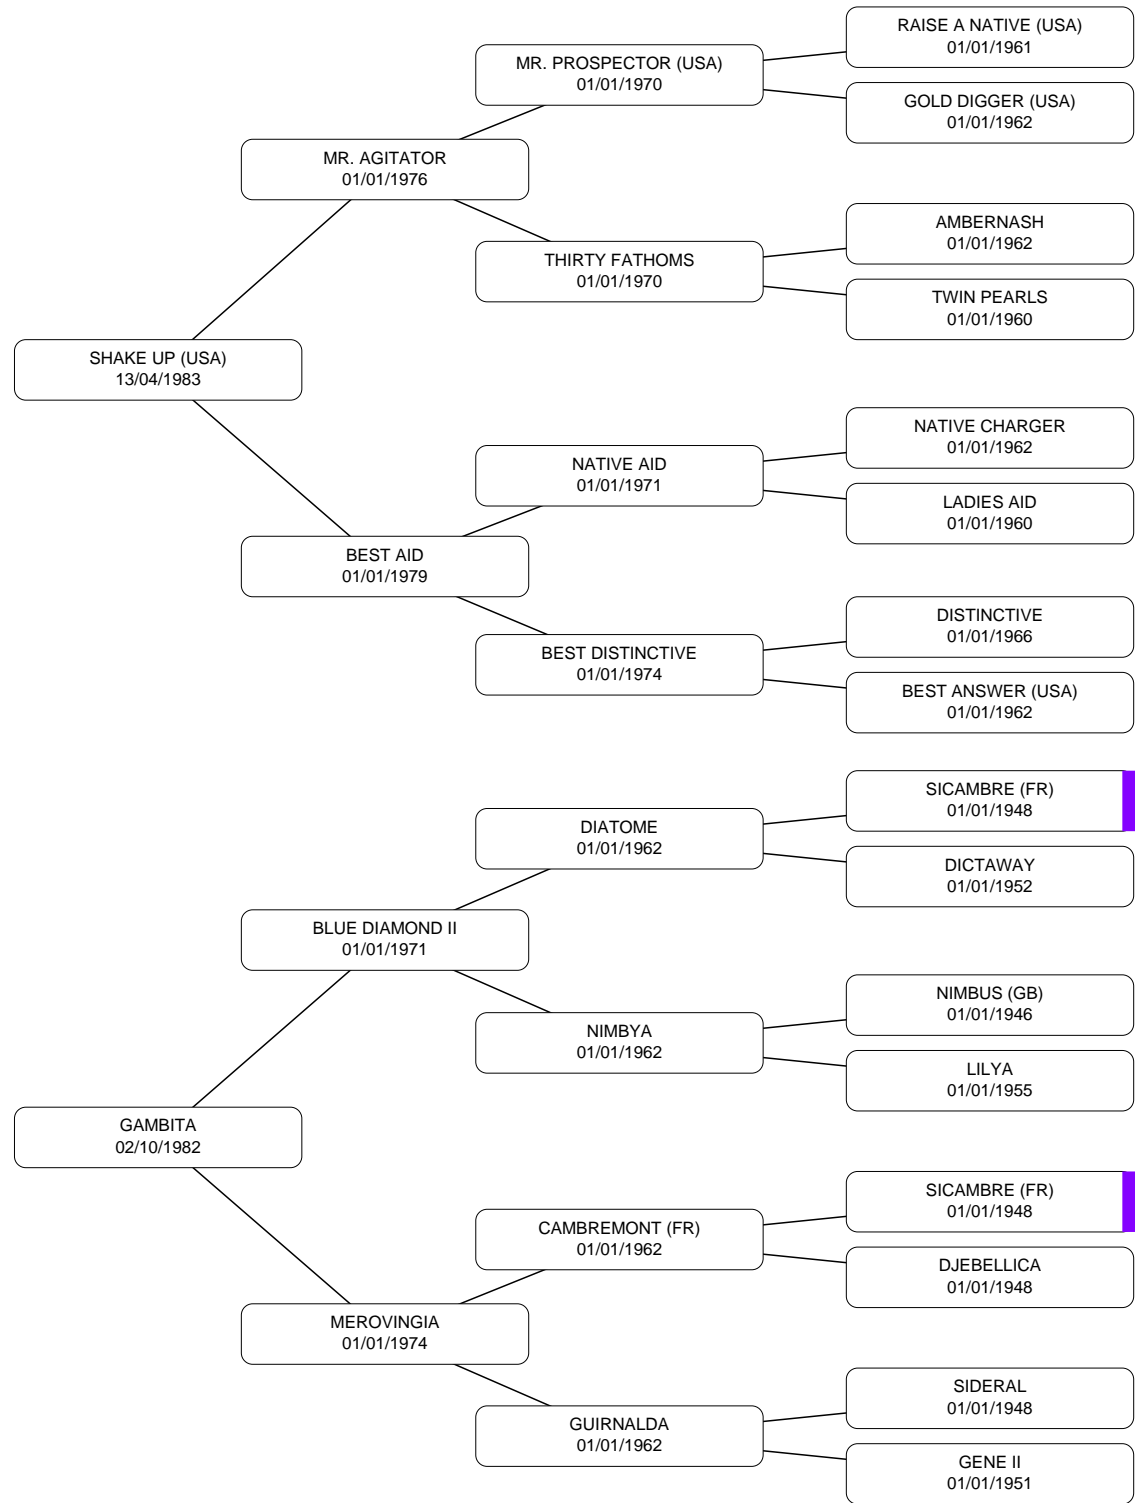 RAISE A NATIVE (USA)
01/01/1961
MR. PROSPECTOR (USA)
01/01/1970
GOLD DIGGER (USA)
01/01/1962
MR. AGITATOR
01/01/1976
AMBERNASH
01/01/1962
THIRTY FATHOMS
01/01/1970
TWIN PEARLS
01/01/1960
SHAKE UP (USA)
13/04/1983
NATIVE CHARGER
01/01/1962
NATIVE AID
01/01/1971
LADIES AID
01/01/1960
BEST AID
01/01/1979
DISTINCTIVE
01/01/1966
BEST DISTINCTIVE
01/01/1974
BEST ANSWER (USA)
01/01/1962
SICAMBRE (FR)
01/01/1948
DIATOME
01/01/1962
DICTAWAY
01/01/1952
BLUE DIAMOND II
01/01/1971
NIMBUS (GB)
01/01/1946
NIMBYA
01/01/1962
LILYA
01/01/1955
GAMBITA
02/10/1982
SICAMBRE (FR)
01/01/1948
CAMBREMONT (FR)
01/01/1962
DJEBELLICA
01/01/1948
MEROVINGIA
01/01/1974
SIDERAL
01/01/1948
GUIRNALDA
01/01/1962
GENE II
01/01/1951